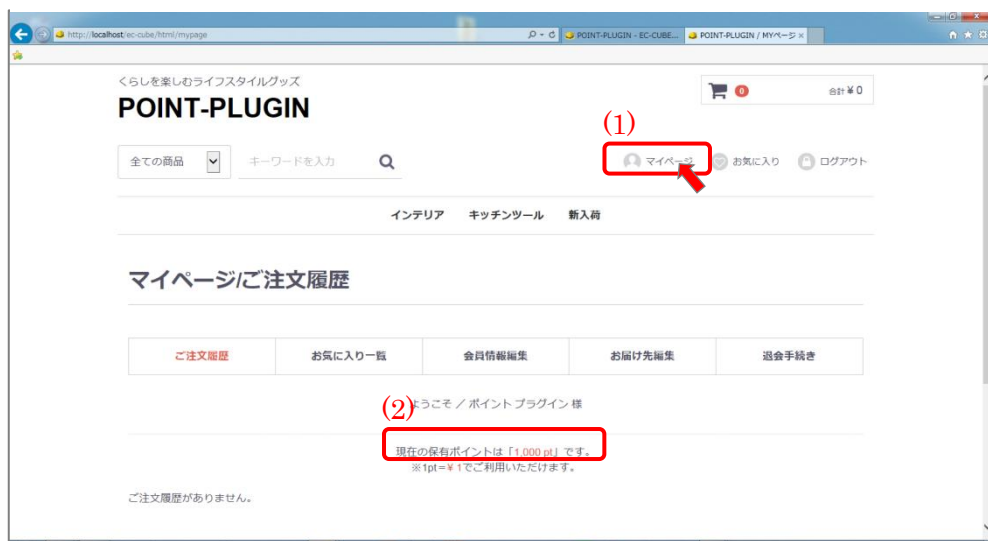 http://localhost/ec-cube/html/mypage
POINT-PLUGIN - EC-CUBE...
POINT-PLUGIN / MYページ ×
くらしを楽しむライフスタイルグッズ
POINT-PLUGIN
0
合計 ¥ 0
(1)
全ての商品
キーワードを入力
マイページ
お気に入り
ログアウト
インテリア キッチンツール 新入荷
マイページ/ご注文履歴
ご注文履歴 お気に入り一覧 会員情報編集 お届け先編集 退会手続き
(2)
ようこそ ／ ポイント プラグイン 様
現在の保有ポイントは「1,000 pt」です。
※1pt=¥ 1でご利用いただけます。
ご注文履歴がありません。